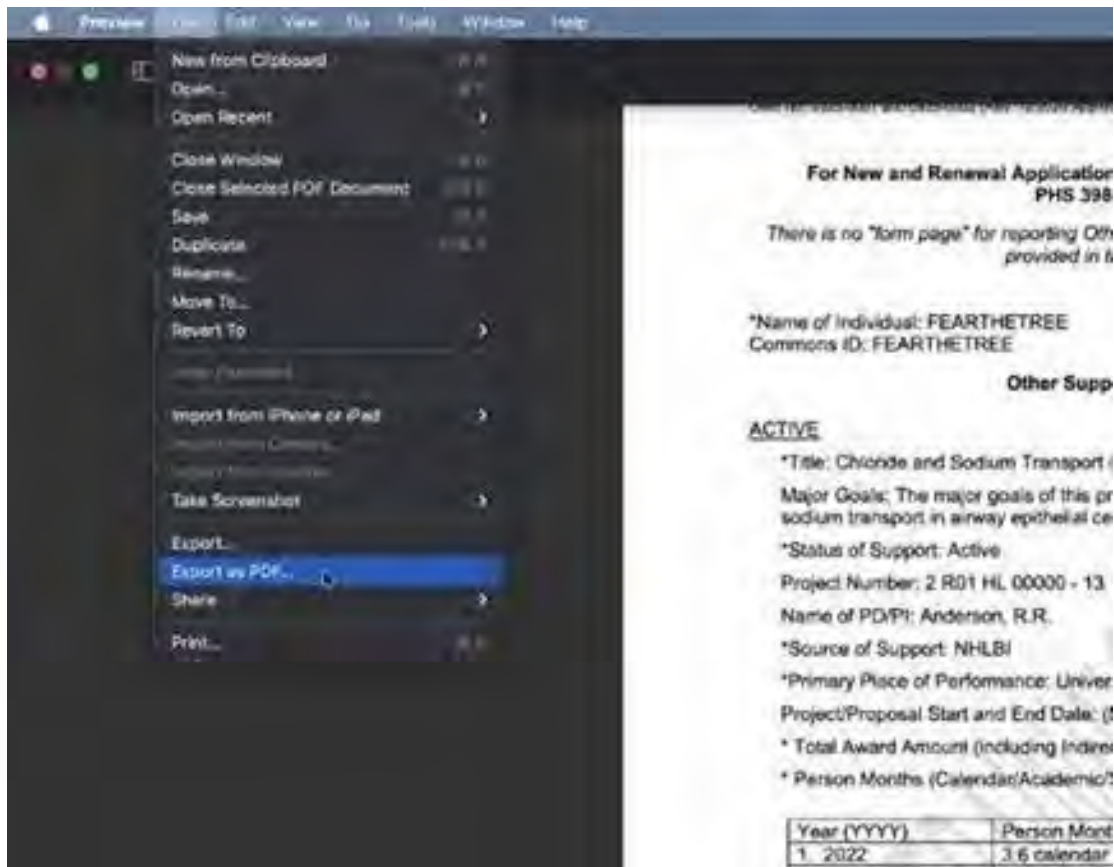 Preview File Edit View Go Tools Window Help
New from Clipboard
Open...
Open Recent
Close Window
Close Selected PDF Document
Save
Duplicate
Rename...
Move To...
Revert To
Import from iPhone or iPad
Take Screenshot
Export...
Export as PDF...
Share
Print...
For New and Renewal Application
PHS 398
There is no "form page" for reporting Oth
provided in
*Name of Individual: FEARTHETREE
Commons ID: FEARTHETREE
Other Supp
ACTIVE
*Title: Chloride and Sodium Transport
Major Goals: The major goals of this pr
sodium transport in airway epithelial ce
*Status of Support: Active
Project Number: 2 R01 HL 00000 - 13
Name of PD/PI: Anderson, R.R.
*Source of Support: NHLBI
*Primary Place of Performance: Univer
Project/Proposal Start and End Date: (
* Total Award Amount (including Indire
* Person Months (Calendar/Academic/
Year (YYYY) Person Mont
1. 2022 3.6 calendar